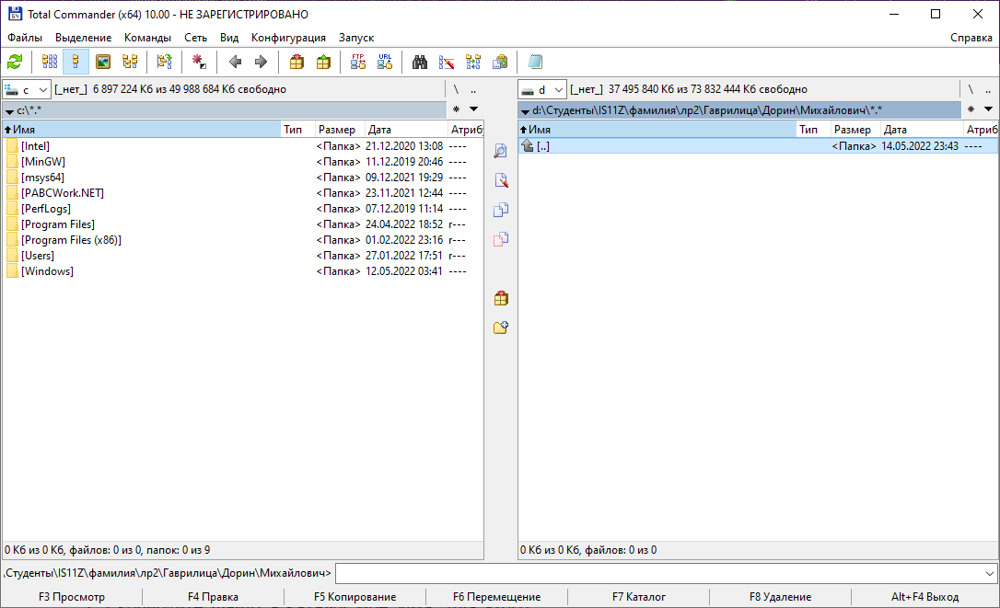 Total Commander (x64) 10.00 - НЕ ЗАРЕГИСТРИРОВАНО
Файлы Выделение Команды Сеть Вид Конфигурация Запуск Справка
FTP URL
c [_нет_] 6 897 224 Кб из 49 988 684 Кб свободно \ ..
d [_нет_] 37 495 840 Кб из 73 832 444 Кб свободно \ ..
c:\*.* *
d:\Студенты\IS11Z\фамилия\лр2\Гаврилица\Дорин\Михайлович\*.* *
Имя Тип Размер Дата Атрибу
[Intel] <Папка> 21.12.2020 13:08 ----
[MinGW] <Папка> 11.12.2019 20:46 ----
[msys64] <Папка> 09.12.2021 19:29 ----
[PABCWork.NET] <Папка> 23.11.2021 12:44 ----
[PerfLogs] <Папка> 07.12.2019 11:14 ----
[Program Files] <Папка> 24.04.2022 18:52 r---
[Program Files (x86)] <Папка> 01.02.2022 23:16 r---
[Users] <Папка> 27.01.2022 17:51 r---
[Windows] <Папка> 12.05.2022 03:41 ----
0 Кб из 0 Кб, файлов: 0 из 0, папок: 0 из 9
Имя Тип Размер Дата Атриб
[..] <Папка> 14.05.2022 23:43 ----
0 Кб из 0 Кб, файлов: 0 из 0
.Студенты\IS11Z\фамилия\лр2\Гаврилица\Дорин\Михайлович>
F3 Просмотр F4 Правка F5 Копирование F6 Перемещение F7 Каталог F8 Удаление Alt+F4 Выход